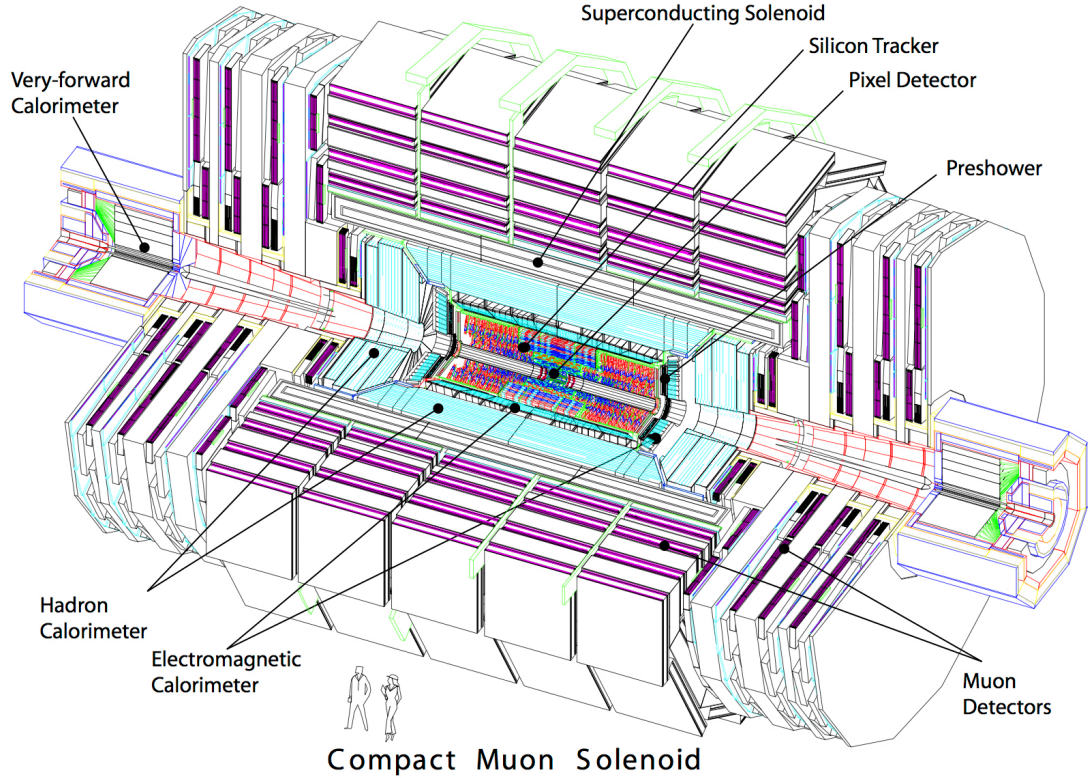 Superconducting Solenoid
Silicon Tracker
Pixel Detector
Very-forward
Calorimeter
Preshower
Hadron
Calorimeter
Electromagnetic
Calorimeter
Muon
Detectors
Compact Muon Solenoid